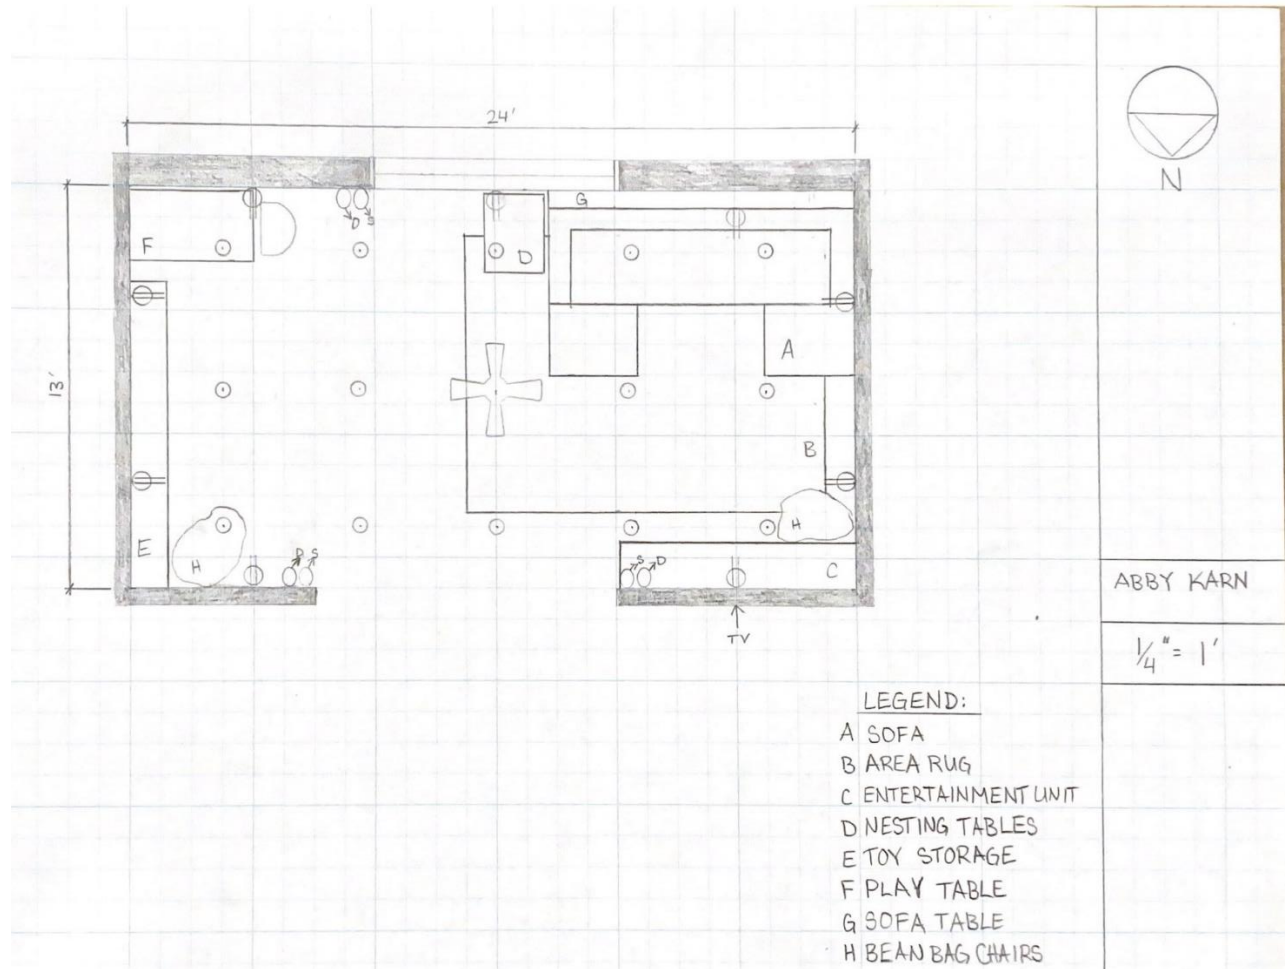 24'
N
G
D S
F
D
13'
A
B
H
E
H
D S
S D
C
TV
ABBY KARN
1/4" = 1'
LEGEND:
A SOFA
B AREA RUG
C ENTERTAINMENT UNIT
D NESTING TABLES
E TOY STORAGE
F PLAY TABLE
G SOFA TABLE
H BEAN BAG CHAIRS